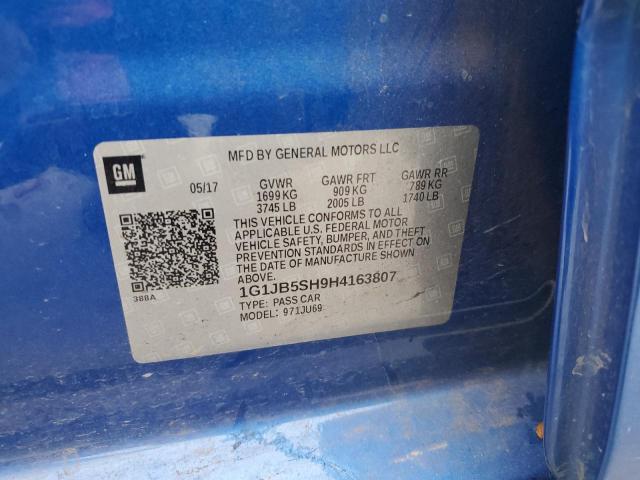 GM
MFD BY GENERAL MOTORS LLC
05/17
GVWR GAWR FRT GAWR RR
1699 KG 909 KG 789 KG
3745 LB 2005 LB 1740 LB
THIS VEHICLE CONFORMS TO ALL
APPLICABLE U.S. FEDERAL MOTOR
VEHICLE SAFETY, BUMPER, AND THEFT
PREVENTION STANDARDS IN EFFECT ON
THE DATE OF MANUFACTURE SHOWN
ABOVE.
388A
1G1JB5SH9H4163807
TYPE: PASS CAR
MODEL: 971JU69